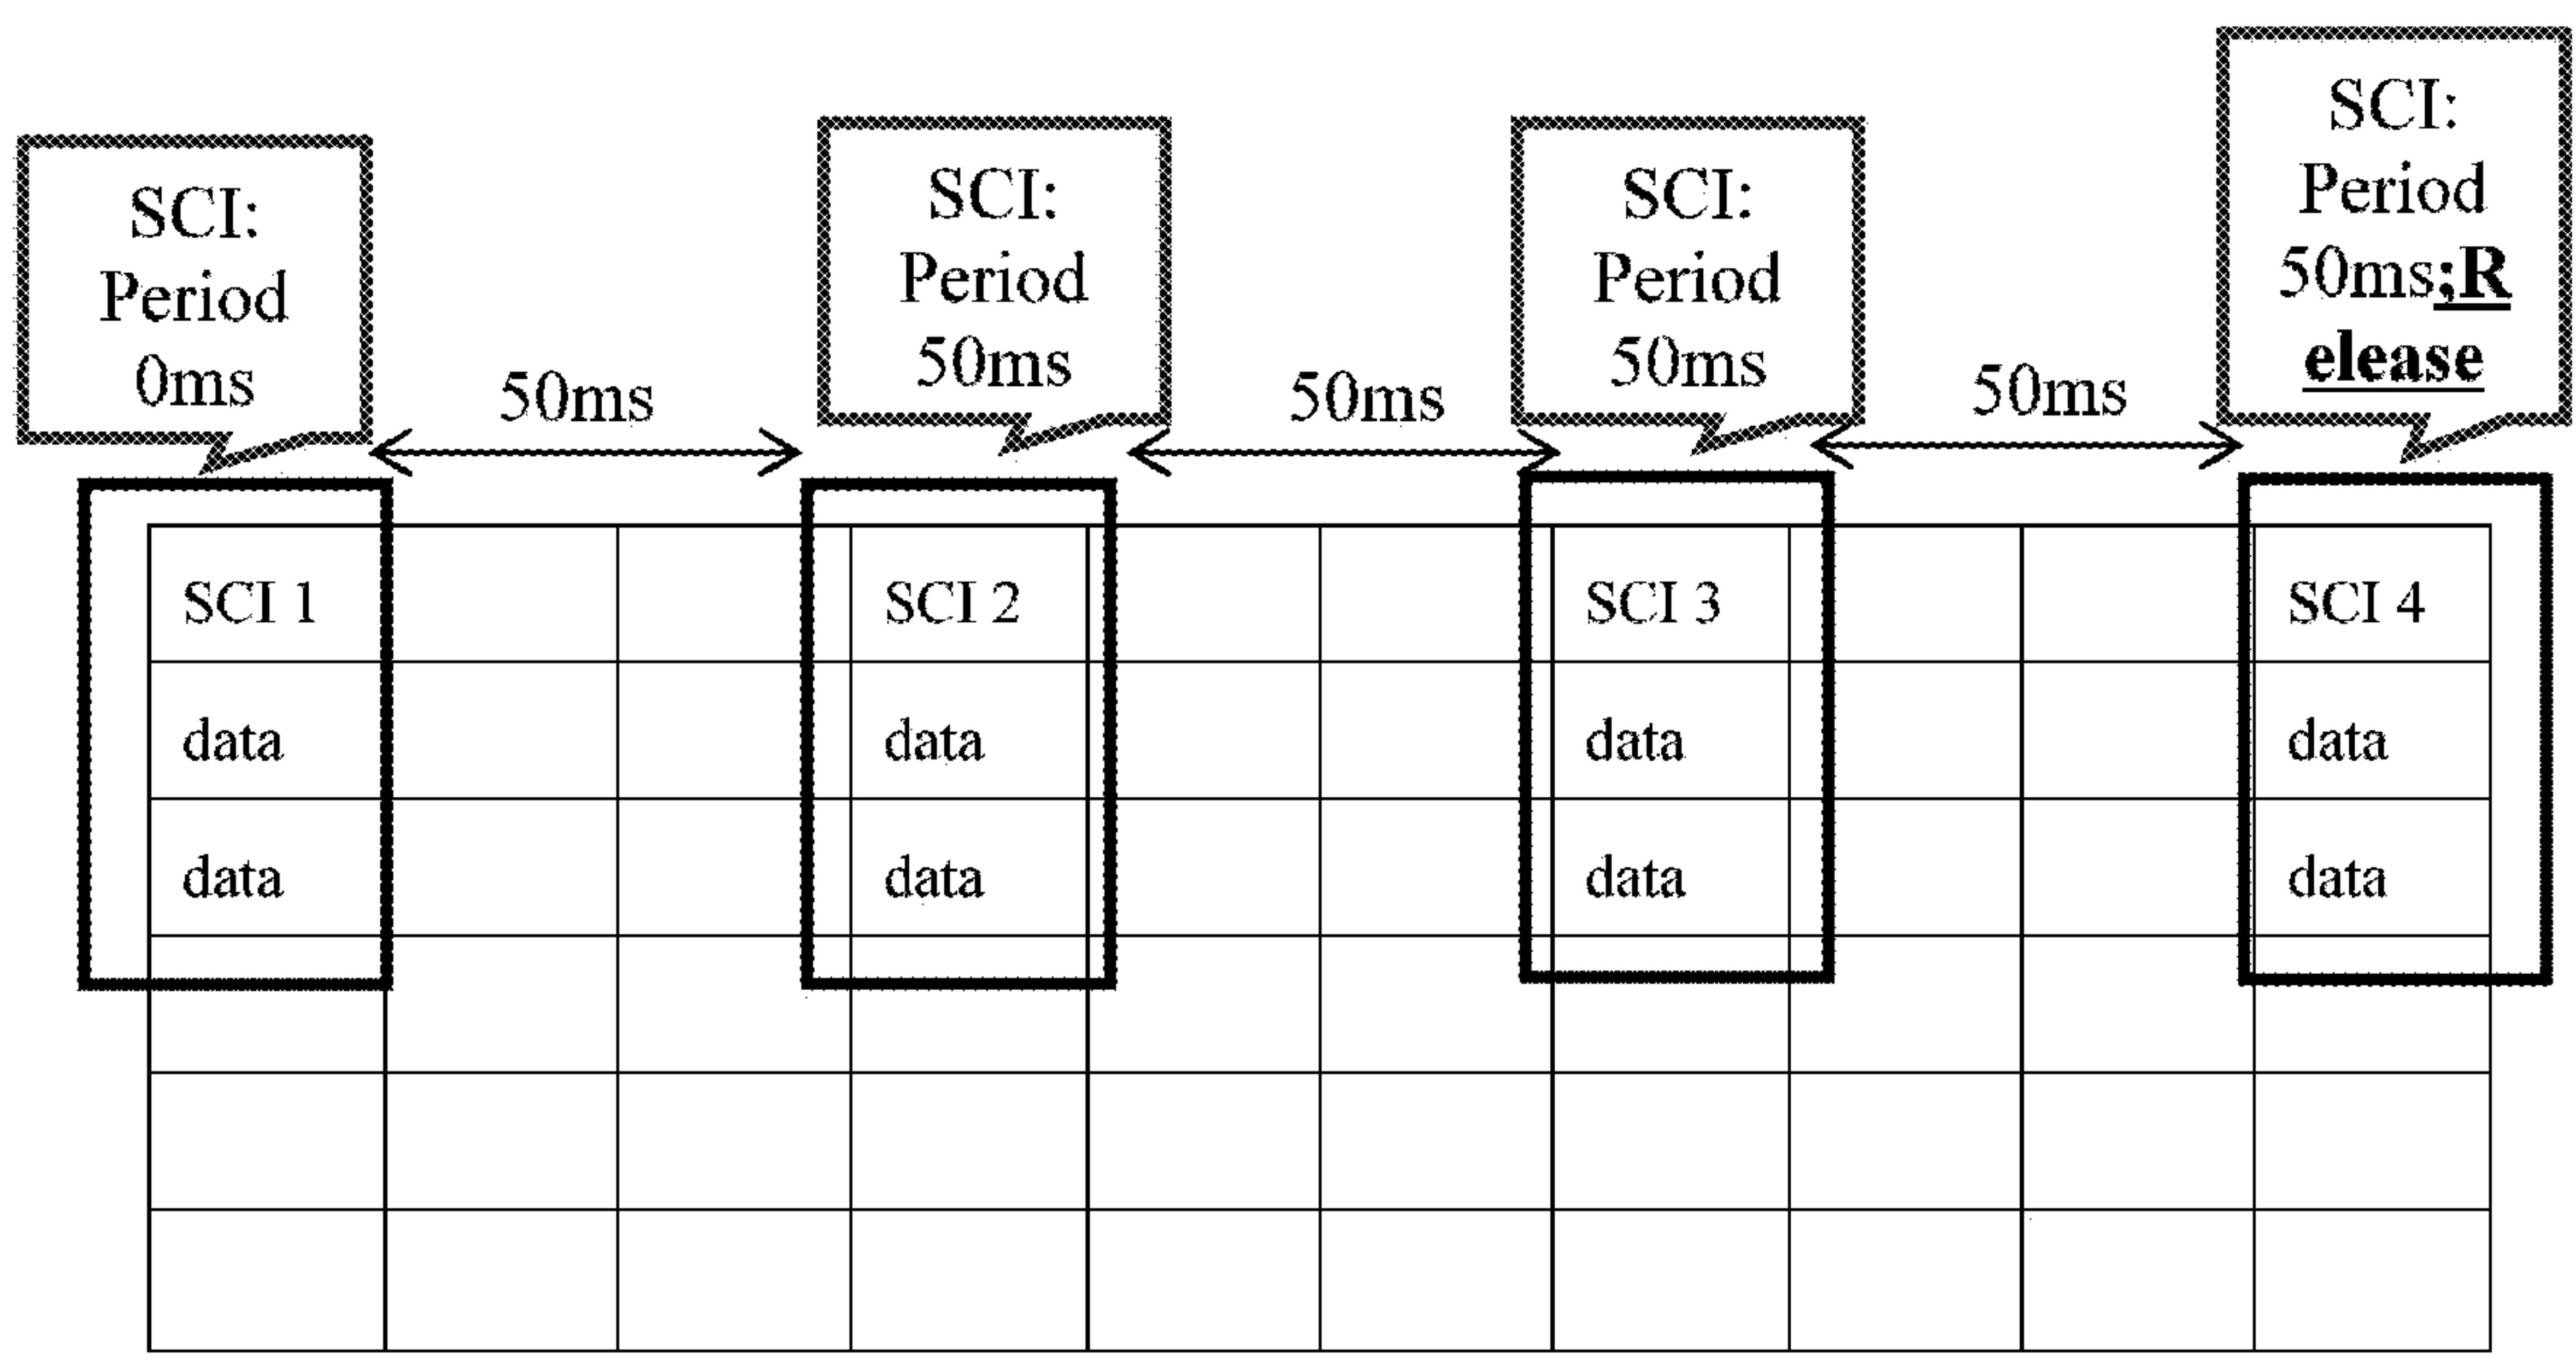 SCI:
Period
0ms
50ms
SCI:
Period
50ms
50ms
SCI:
Period
50ms
50ms
SCI:
Period
50ms;R
elease
SCI 1
SCI 2
SCI 3
SCI 4
data
data
data
data
data
data
data
data